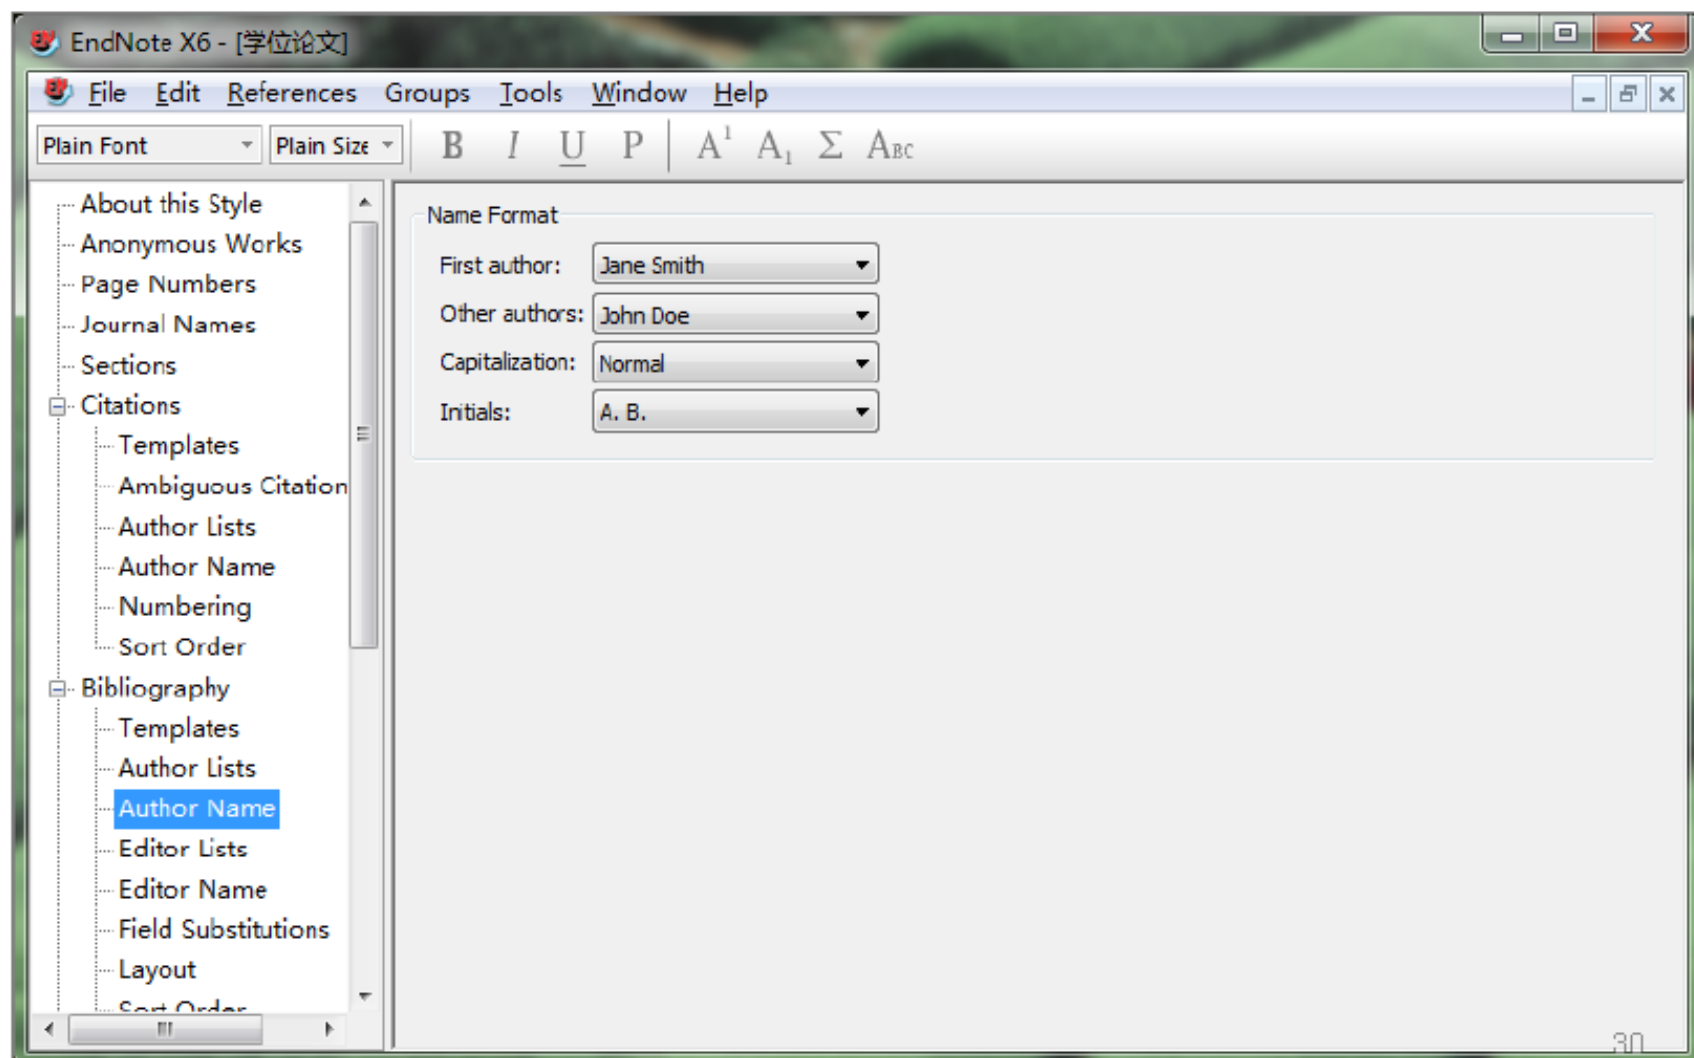 EndNote X6 - [学位论文]
File Edit References Groups Tools Window Help
Plain Font Plain Size B I U P A1 A1 Σ ABC
About this Style
Anonymous Works
Page Numbers
Journal Names
Sections
Citations
Templates
Ambiguous Citation
Author Lists
Author Name
Numbering
Sort Order
Bibliography
Templates
Author Lists
Author Name
Editor Lists
Editor Name
Field Substitutions
Layout
Sort Order
Name Format
First author: Jane Smith
Other authors: John Doe
Capitalization: Normal
Initials: A. B.
30